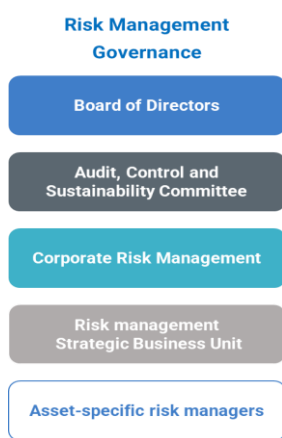 Risk Management
Governance
Board of Directors
Audit, Control and
Sustainability Committee
Corporate Risk Management
Risk management
Strategic Business Unit
Asset-specific risk managers